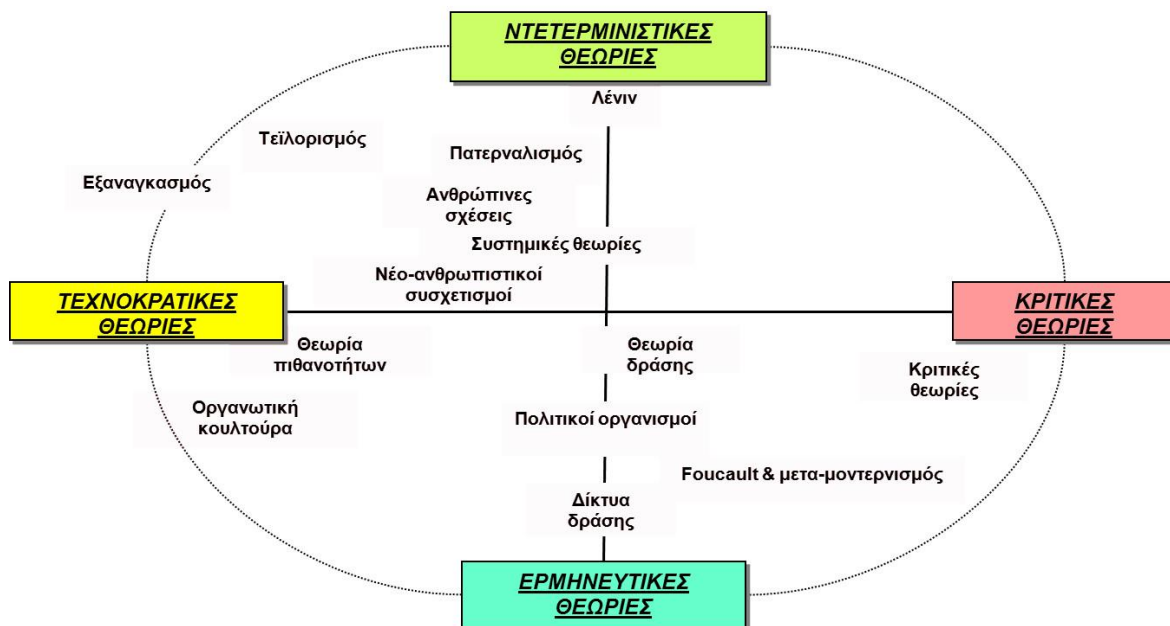 ΝΤΕΤΕΡΜΙΝΙΣΤΙΚΕΣ
ΘΕΩΡΙΕΣ
Λένιν
Τεϊλορισμός
Πατερναλισμός
Εξαναγκασμός
Ανθρώπινες
σχέσεις
Συστημικές θεωρίες
Νέο-ανθρωπιστικοί
συσχετισμοί
ΤΕΧΝΟΚΡΑΤΙΚΕΣ
ΘΕΩΡΙΕΣ
ΚΡΙΤΙΚΕΣ
ΘΕΩΡΙΕΣ
Θεωρία
πιθανοτήτων
Θεωρία
δράσης
Κριτικές
θεωρίες
Οργανωτική
κουλτούρα
Πολιτικοί οργανισμοί
Foucault & μετα-μοντερνισμός
Δίκτυα
δράσης
ΕΡΜΗΝΕΥΤΙΚΕΣ
ΘΕΩΡΙΕΣ